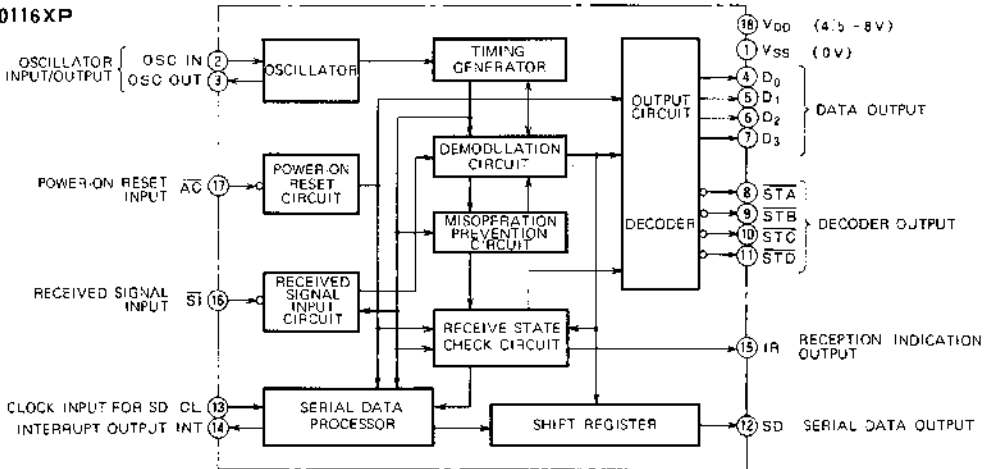 0116XP
18 VDD (4.5 - 8V)
1 VSS (0V)
OSCILLATOR INPUT/OUTPUT
OSC IN 2
OSC OUT 3
OSCILLATOR
TIMING GENERATOR
OUTPUT CIRCUIT
DECODER
4 D0
5 D1
6 D2
7 D3
DATA OUTPUT
POWER-ON RESET INPUT
AC 17
POWER-ON RESET CIRCUIT
DEMODULATION CIRCUIT
MISOPERATION PREVENTION CIRCUIT
8 STA
9 STB
10 STC
11 STD
DECODER OUTPUT
RECEIVED SIGNAL INPUT
SI 16
RECEIVED SIGNAL INPUT CIRCUIT
RECEIVE STATE CHECK CIRCUIT
15 IR RECEPTION INDICATION OUTPUT
CLOCK INPUT FOR SD CL 13
INTERRUPT OUTPUT INT 14
SERIAL DATA PROCESSOR
SHIFT REGISTER
12 SD SERIAL DATA OUTPUT